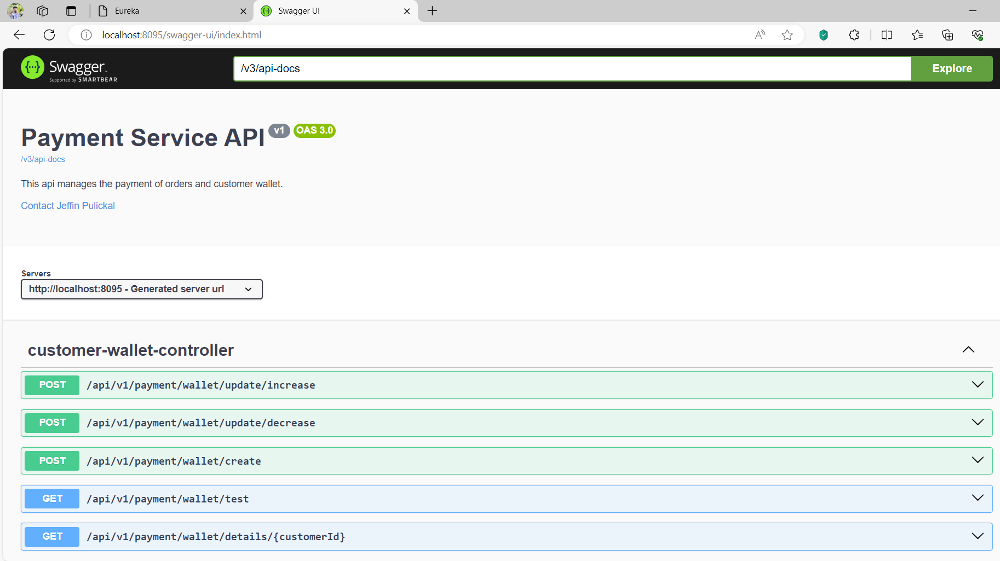 Eureka
Swagger UI
localhost:8095/swagger-ui/index.html
Swagger
Supported by SMARTBEAR
/v3/api-docs
Explore
Payment Service API v1 OAS 3.0
/v3/api-docs
This api manages the payment of orders and customer wallet.
Contact Jeffin Pulickal
Servers
http://localhost:8095 - Generated server url
customer-wallet-controller
POST /api/v1/payment/wallet/update/increase
POST /api/v1/payment/wallet/update/decrease
POST /api/v1/payment/wallet/create
GET /api/v1/payment/wallet/test
GET /api/v1/payment/wallet/details/{customerId}